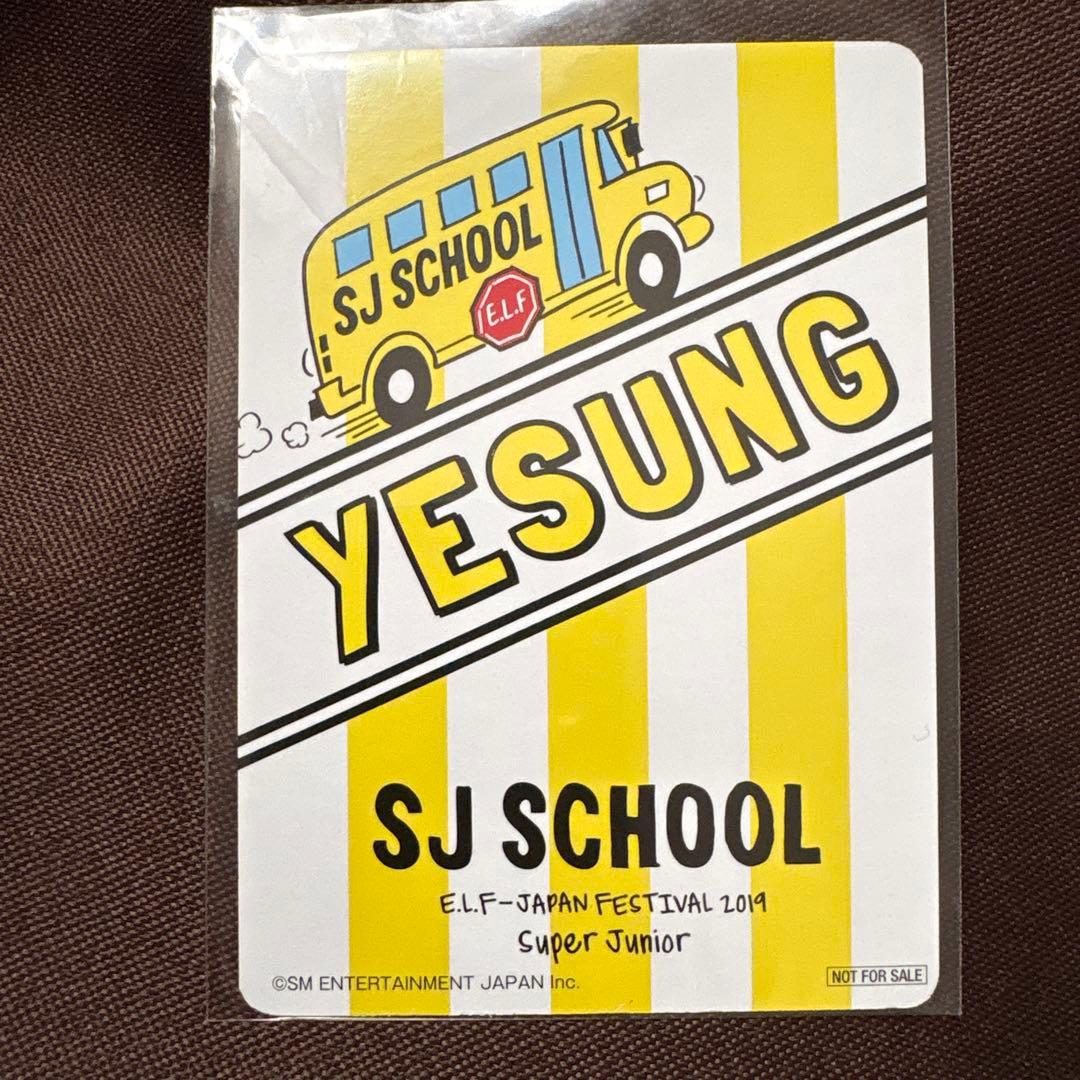 SJ SCHOOL
E.L.F
YESUNG
SJ SCHOOL
E.L.F-JAPAN FESTIVAL 2019
Super Junior
©SM ENTERTAINMENT JAPAN Inc.
NOT FOR SALE